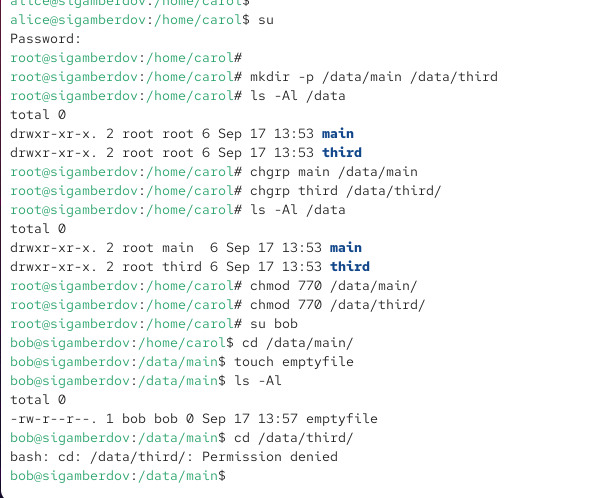 alice@sigamberdov:/home/carol$
alice@sigamberdov:/home/carol$ su
Password:
root@sigamberdov:/home/carol#
root@sigamberdov:/home/carol# mkdir -p /data/main /data/third
root@sigamberdov:/home/carol# ls -Al /data
total 0
drwxr-xr-x. 2 root root 6 Sep 17 13:53 main
drwxr-xr-x. 2 root root 6 Sep 17 13:53 third
root@sigamberdov:/home/carol# chgrp main /data/main
root@sigamberdov:/home/carol# chgrp third /data/third/
root@sigamberdov:/home/carol# ls -Al /data
total 0
drwxr-xr-x. 2 root main  6 Sep 17 13:53 main
drwxr-xr-x. 2 root third 6 Sep 17 13:53 third
root@sigamberdov:/home/carol# chmod 770 /data/main/
root@sigamberdov:/home/carol# chmod 770 /data/third/
root@sigamberdov:/home/carol# su bob
bob@sigamberdov:/home/carol$ cd /data/main/
bob@sigamberdov:/data/main$ touch emptyfile
bob@sigamberdov:/data/main$ ls -Al
total 0
-rw-r--r--. 1 bob bob 0 Sep 17 13:57 emptyfile
bob@sigamberdov:/data/main$ cd /data/third/
bash: cd: /data/third/: Permission denied
bob@sigamberdov:/data/main$